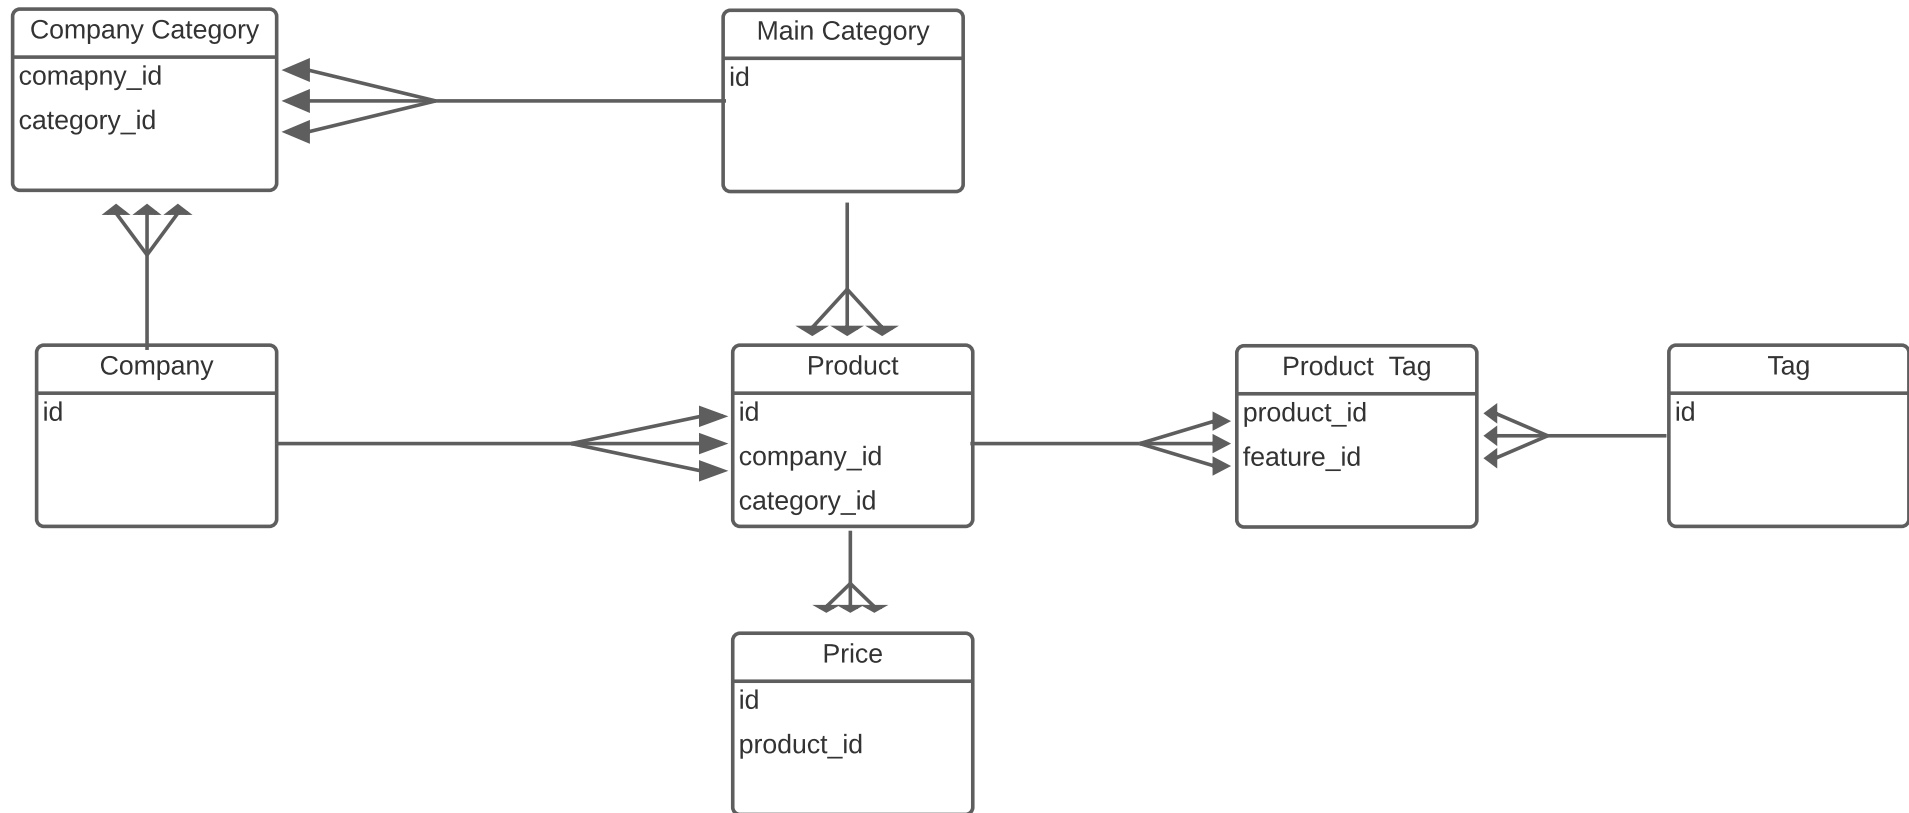 Company Category
comapny_id
category_id
Main Category
id
Company
id
Product
id
company_id
category_id
Product  Tag
product_id
feature_id
Tag
id
Price
id
product_id